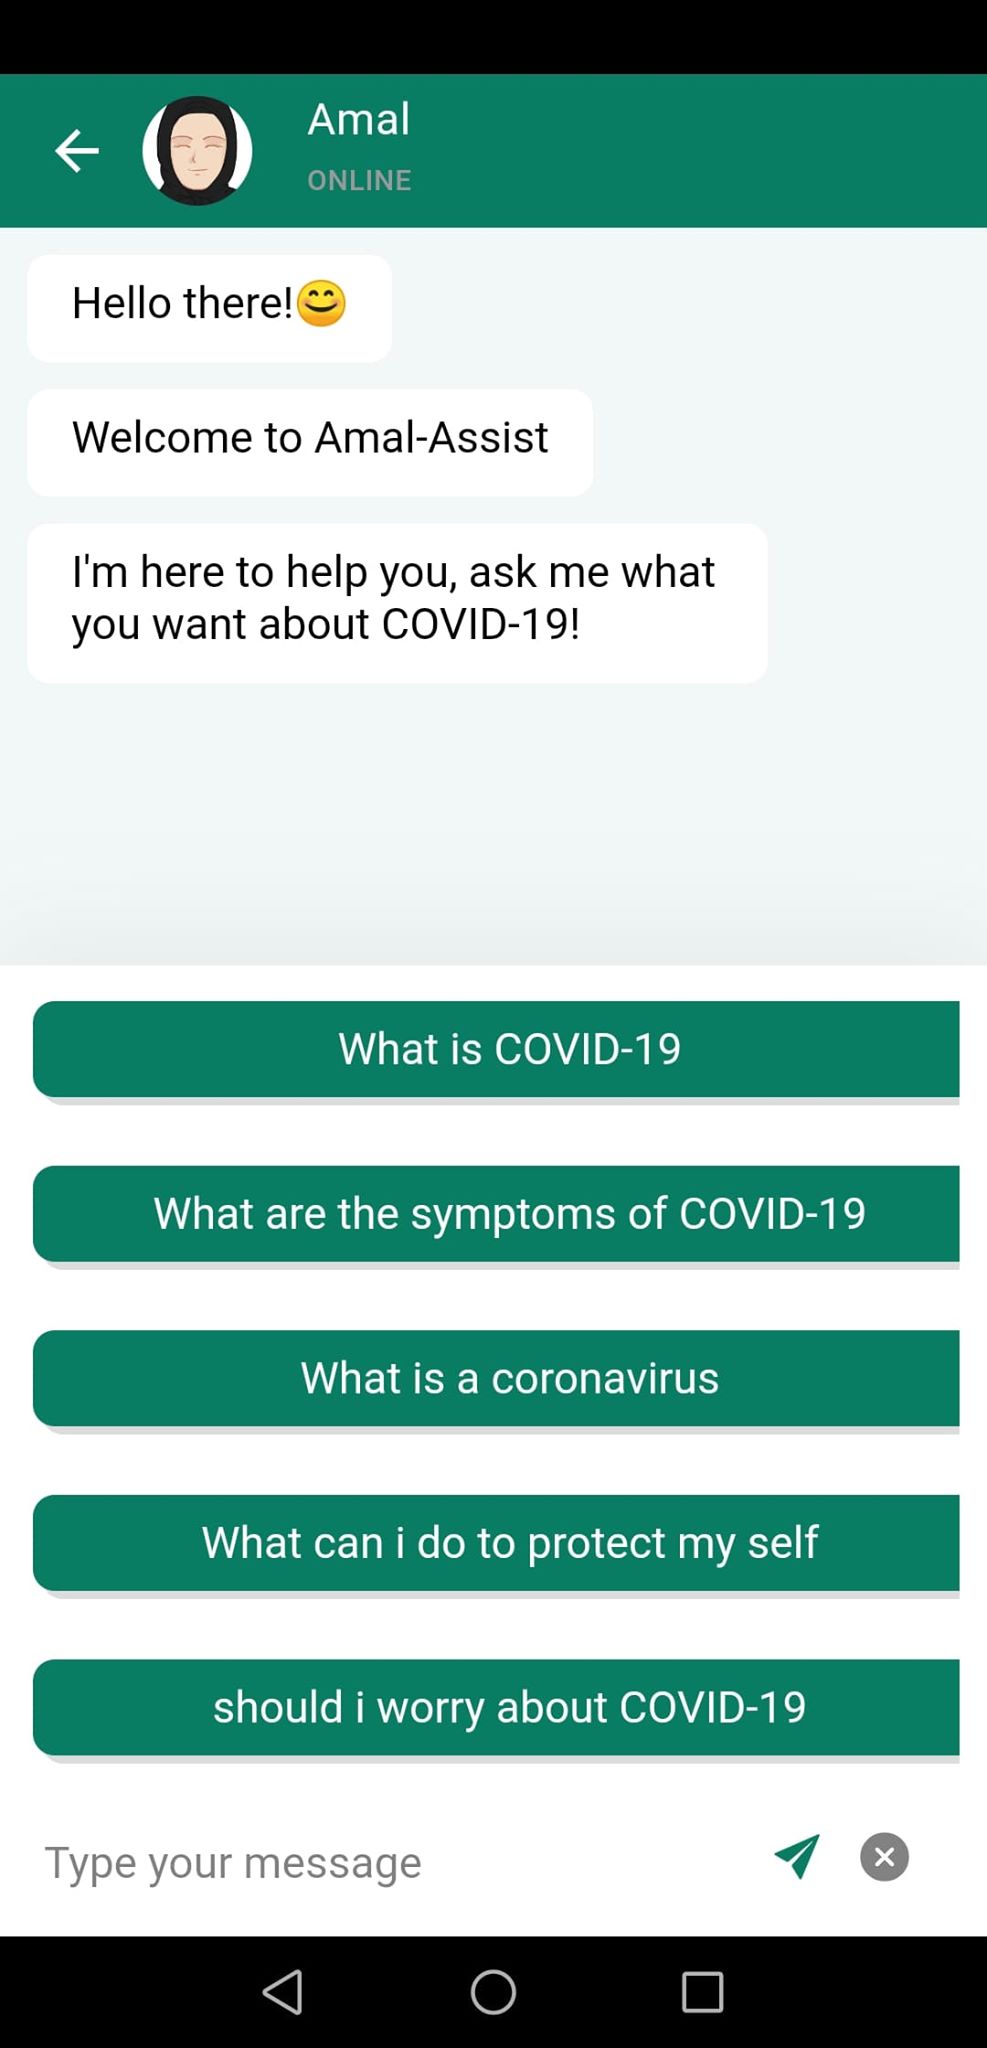 Amal
ONLINE
Hello there!😊
Welcome to Amal-Assist
I'm here to help you, ask me what
you want about COVID-19!
What is COVID-19
What are the symptoms of COVID-19
What is a coronavirus
What can i do to protect my self
should i worry about COVID-19
Type your message